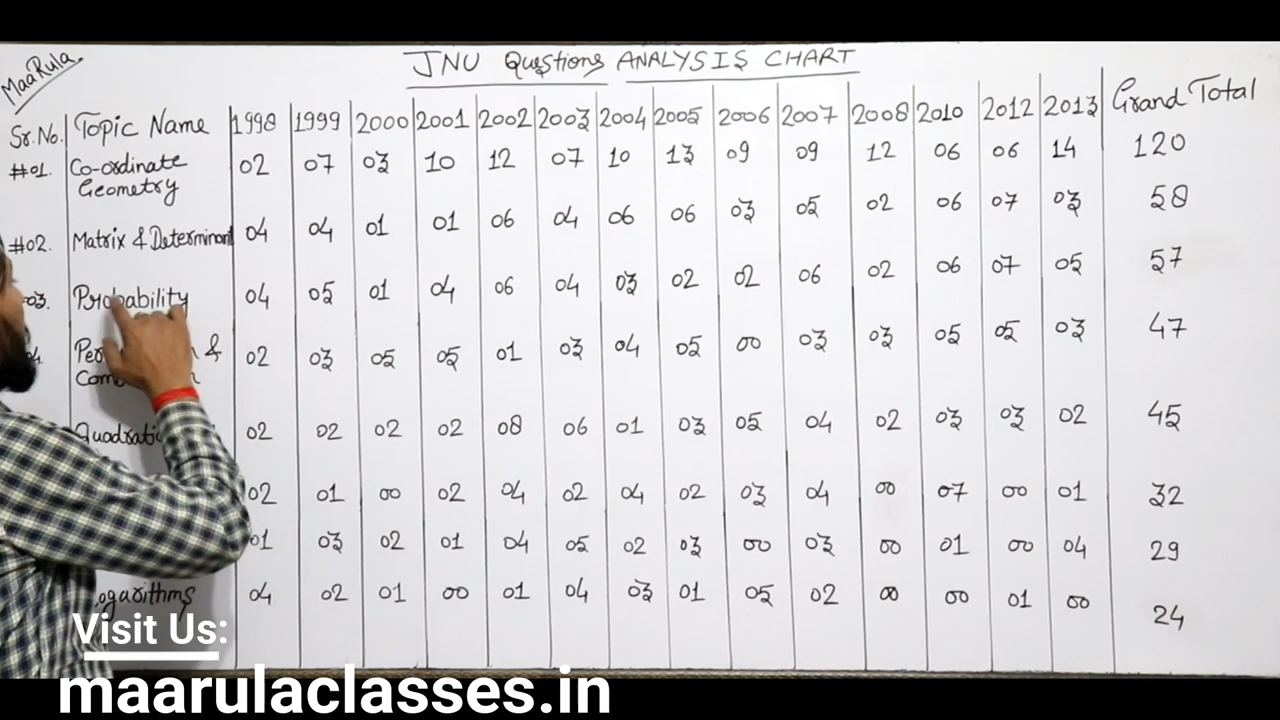 MaaRula
JNU Questions ANALYSIS CHART
Sr.No. Topic Name 1998 1999 2000 2001 2002 2003 2004 2005 2006 2007 2008 2010 2012 2013 Grand Total
#01. Co-ordinate 02 07 03 10 12 07 10 13 09 09 12 06 06 14 120
Geometry
#02. Matrix & Determinant 04 04 01 01 06 04 06 06 03 05 02 06 07 03 58
03. Probability 04 05 01 04 06 04 03 02 02 06 02 06 07 05 57
& 02 03 05 05 01 03 04 05 00 03 03 05 05 03 47
02 02 02 02 08 06 01 03 05 04 02 03 03 02 45
02 01 00 02 04 02 04 02 03 04 00 07 00 01 32
01 03 02 01 04 05 02 03 00 03 00 01 00 04 29
ogarithms 04 02 01 00 01 04 03 01 05 02 00 00 01 00 24
Visit Us:
maarulaclasses.in